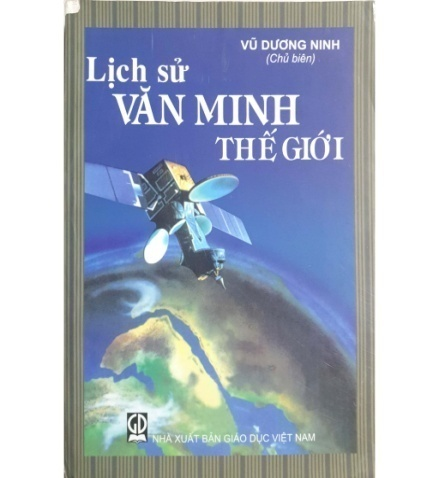 VŨ DƯƠNG NINH
(Chủ biên)
Lịch sử
VĂN MINH
THẾ GIỚI
GD
NHÀ XUẤT BẢN GIÁO DỤC VIỆT NAM